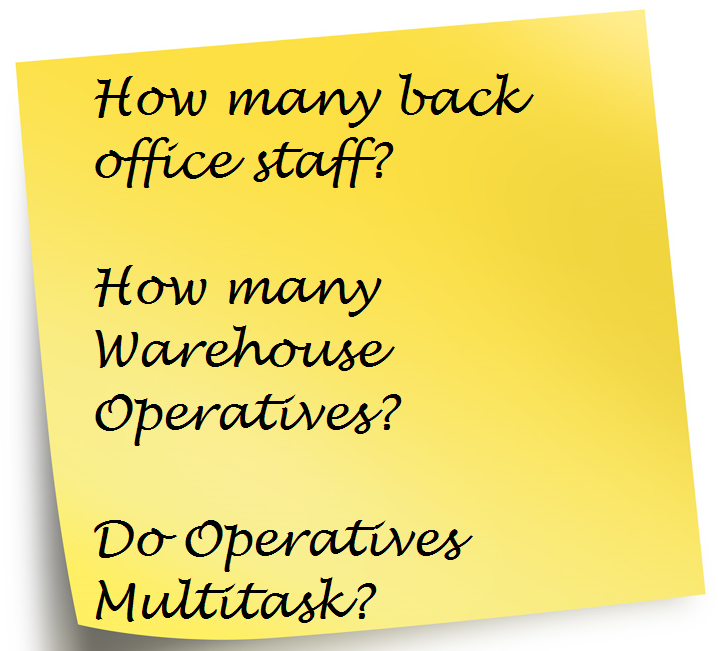 How many back
office staff?
How many
Warehouse
Operatives?
Do Operatives
Multitask?